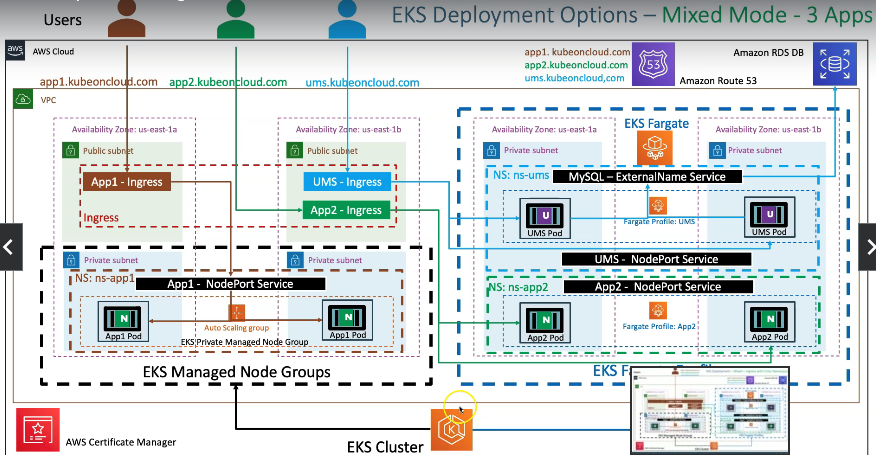 EKS Deployment Options – Mixed Mode - 3 Apps
Users
aws
AWS Cloud
app1. kubeoncloud.com
app2.kubeoncloud.com
ums.kubeoncloud,com
53
Amazon Route 53
Amazon RDS DB
app1.kubeoncloud.com
app2.kubeoncloud.com
ums.kubeoncloud.com
VPC
Availability Zone: us-east-1a
Availability Zone: us-east-1b
Public subnet
Public subnet
App1 - Ingress
UMS - Ingress
App2 - Ingress
Ingress
Private subnet
Private subnet
NS: ns-app1
App1 - NodePort Service
N
App1 Pod
N
App1 Pod
Auto Scaling group
EKS Private Managed Node Group
EKS Managed Node Groups
Availability Zone: us-east-1a
EKS Fargate
Availability Zone: us-east-1b
Private subnet
Private subnet
NS: ns-ums
MySQL – ExternalName Service
U
UMS Pod
Fargate Profile: UMS
U
UMS Pod
UMS - NodePort Service
NS: ns-app2
App2 - NodePort Service
N
App2 Pod
Fargate Profile: App2
N
App2 Pod
AWS Certificate Manager
EKS Cluster
K